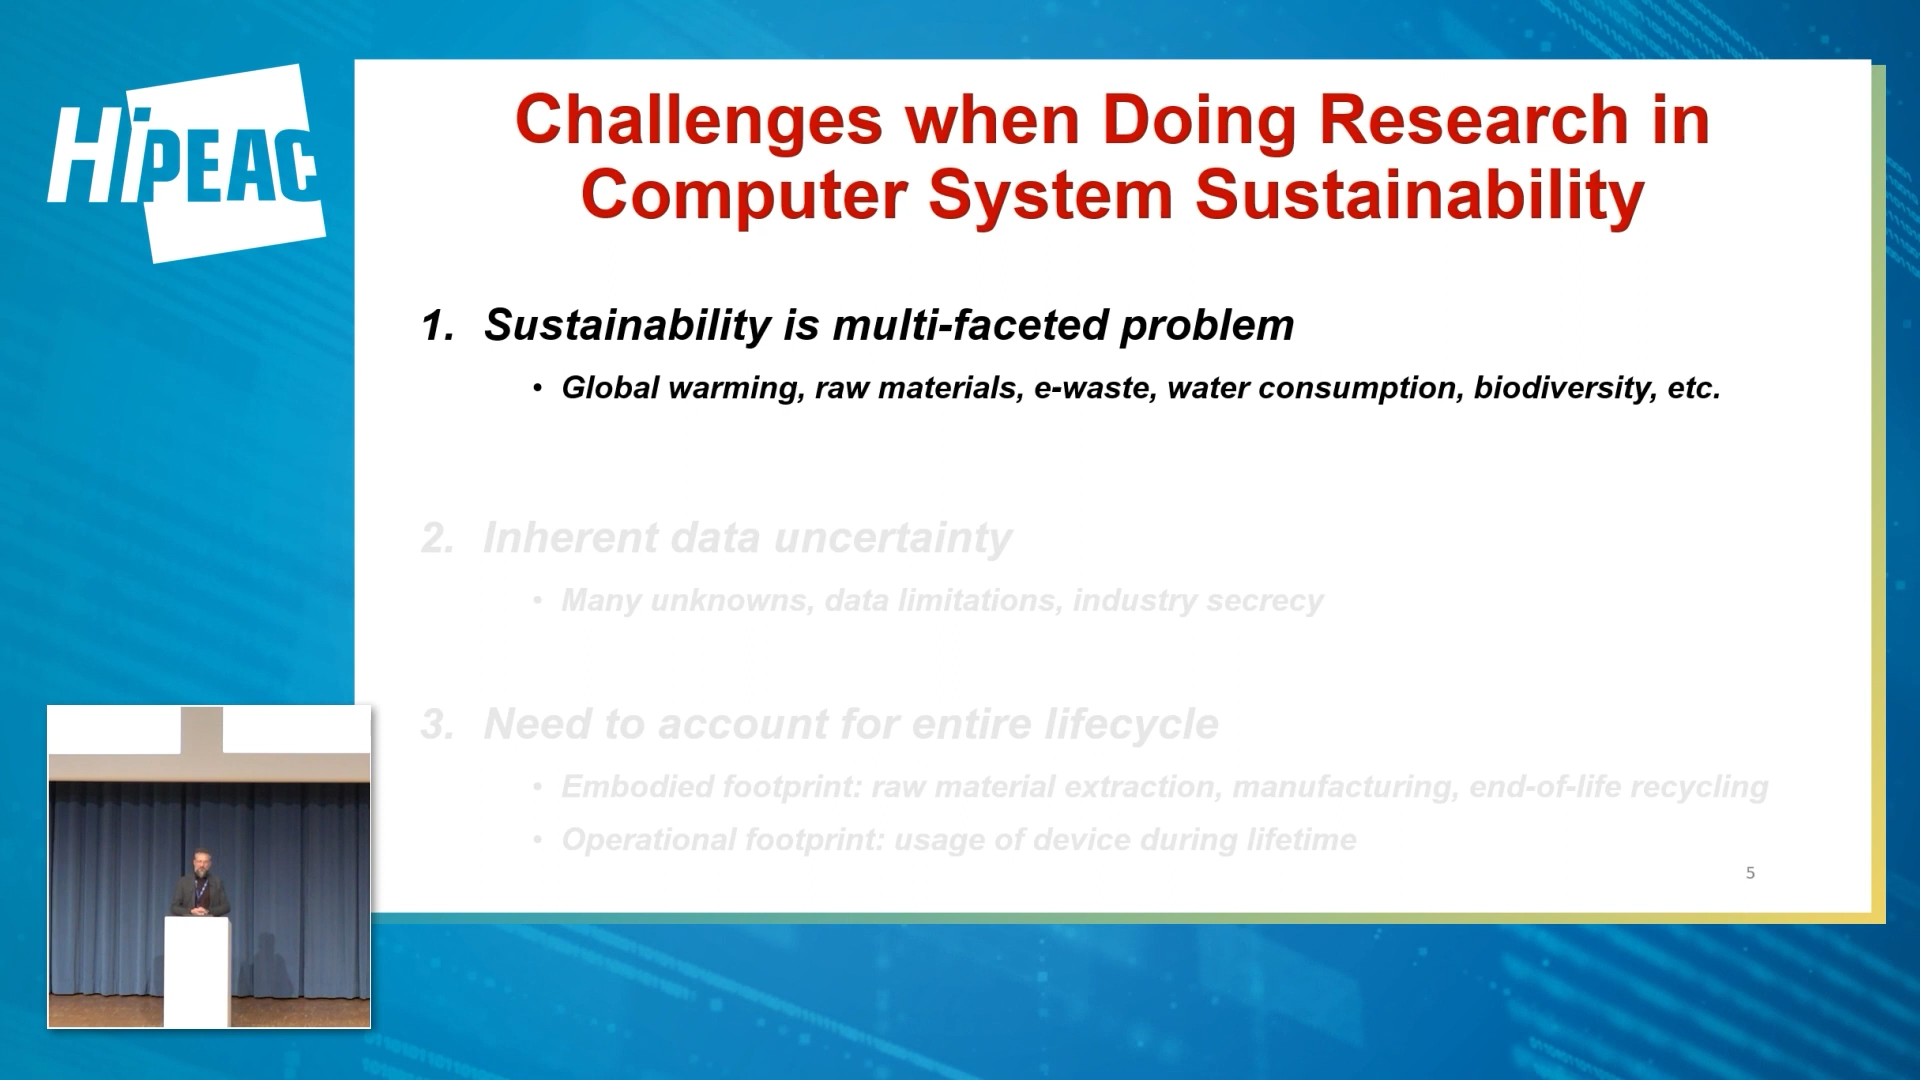 HiPEAC
Challenges when Doing Research in
Computer System Sustainability
1. Sustainability is multi-faceted problem
• Global warming, raw materials, e-waste, water consumption, biodiversity, etc.
2. Inherent data uncertainty
• Many unknowns, data limitations, industry secrecy
3. Need to account for entire lifecycle
• Embodied footprint: raw material extraction, manufacturing, end-of-life recycling
• Operational footprint: usage of device during lifetime
5